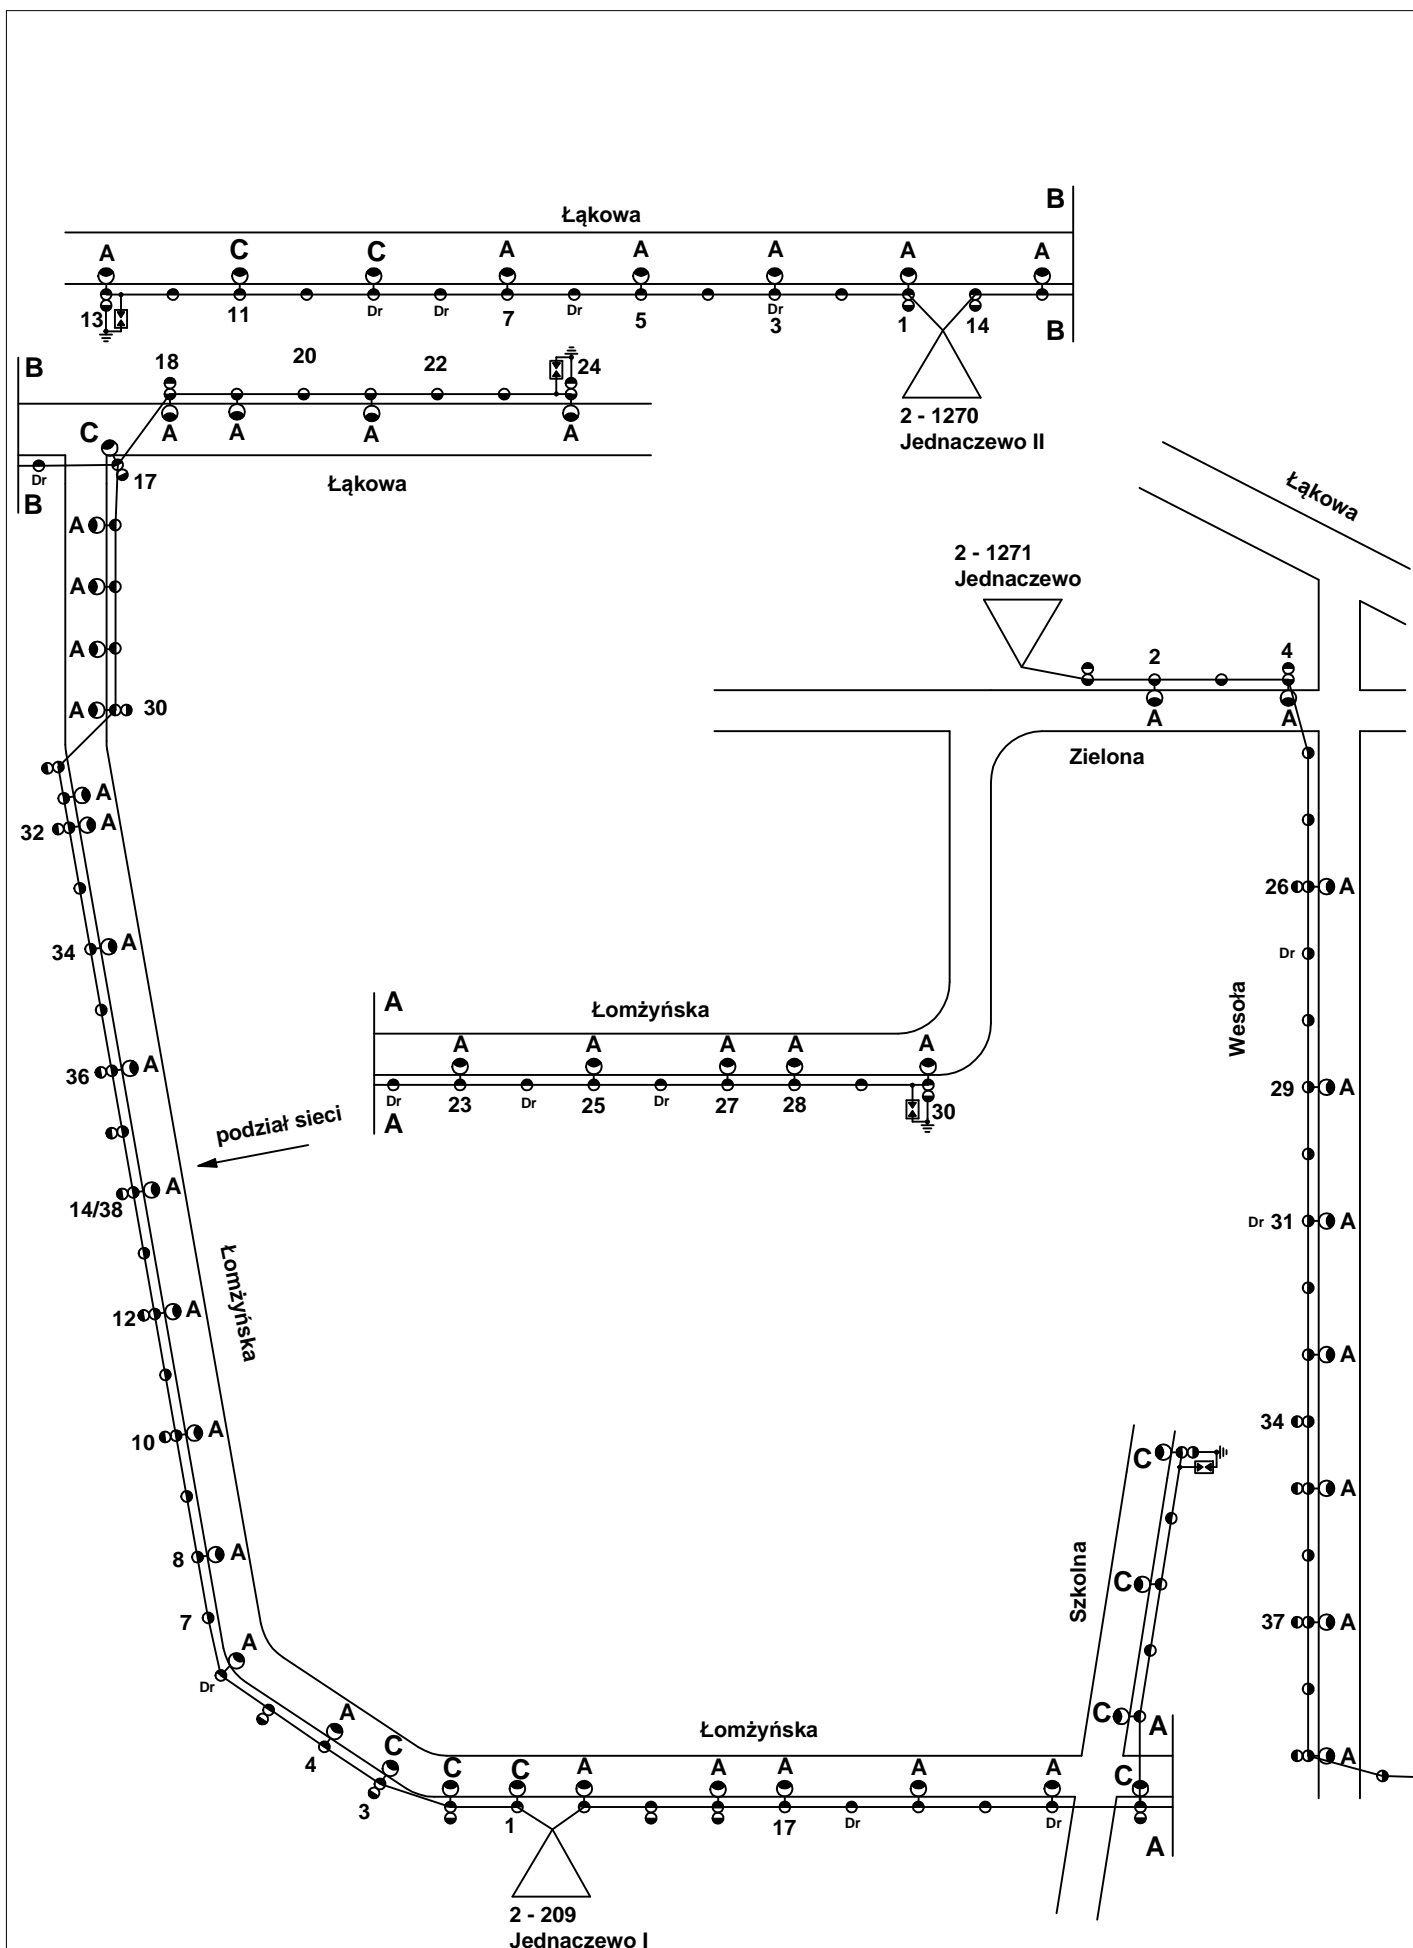 B
Łąkowa
A C C A A A A A
13 11 Dr Dr 7 Dr 5 Dr 3 1 14
B
2 - 1270
Jednaczewo II
B
18 20 22 24
A A A A
C
Dr 17
B
Łąkowa
A
A
A
A 30
A
32 A
34 A
36 A
14/38 A
12 A
10 A
8 A
7
A
Dr
A
4
C
3
podział sieci
Łomżyńska
A
Łomżyńska
A A A A A
Dr 23 Dr 25 Dr 27 28 30
A
Łąkowa
2 - 1271
Jednaczewo
2 4
A A
Zielona
Wesoła
26 A
Dr
29 A
Dr 31 A
A
34
A
37 A
A
Szkolna
C
C
C A
Łomżyńska
C C A A A A A C
1 17 Dr Dr
A
2 - 209
Jednaczewo I